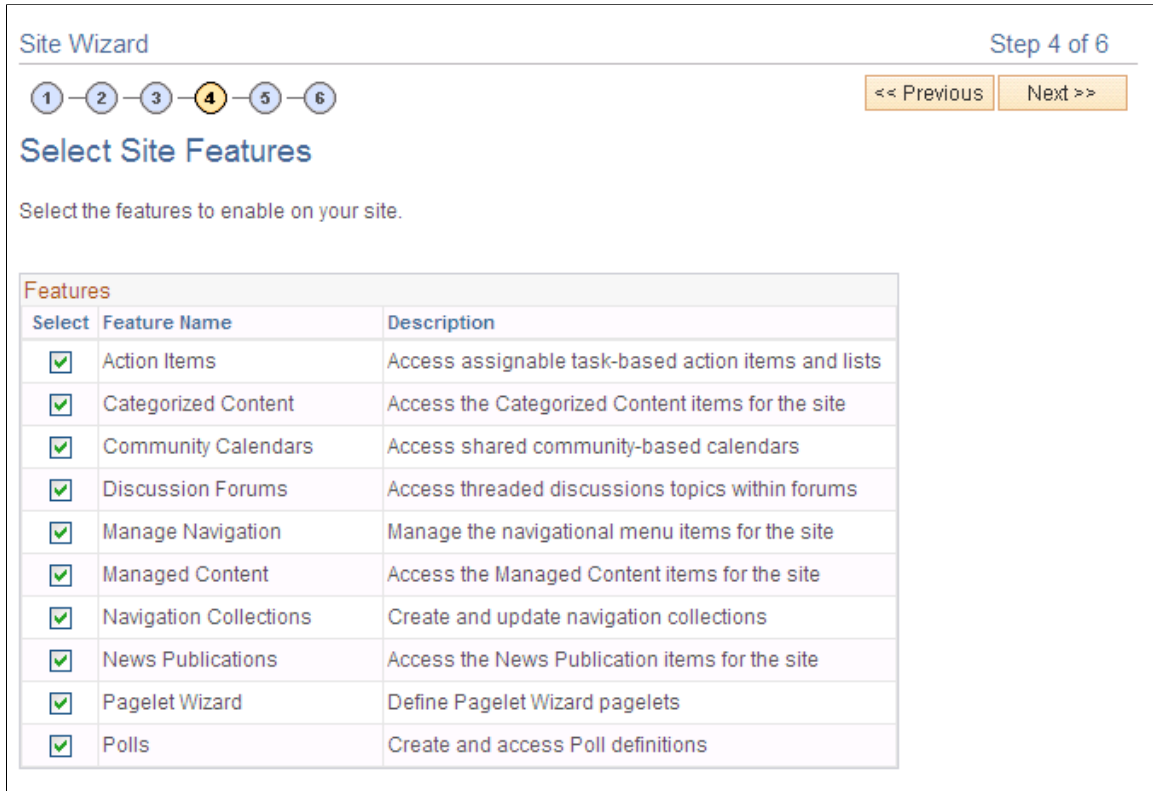 Site Wizard Step 4 of 6
1 2 3 4 5 6 << Previous Next >>
Select Site Features
Select the features to enable on your site.
Features
Select Feature Name Description
Action Items Access assignable task-based action items and lists
Categorized Content Access the Categorized Content items for the site
Community Calendars Access shared community-based calendars
Discussion Forums Access threaded discussions topics within forums
Manage Navigation Manage the navigational menu items for the site
Managed Content Access the Managed Content items for the site
Navigation Collections Create and update navigation collections
News Publications Access the News Publication items for the site
Pagelet Wizard Define Pagelet Wizard pagelets
Polls Create and access Poll definitions